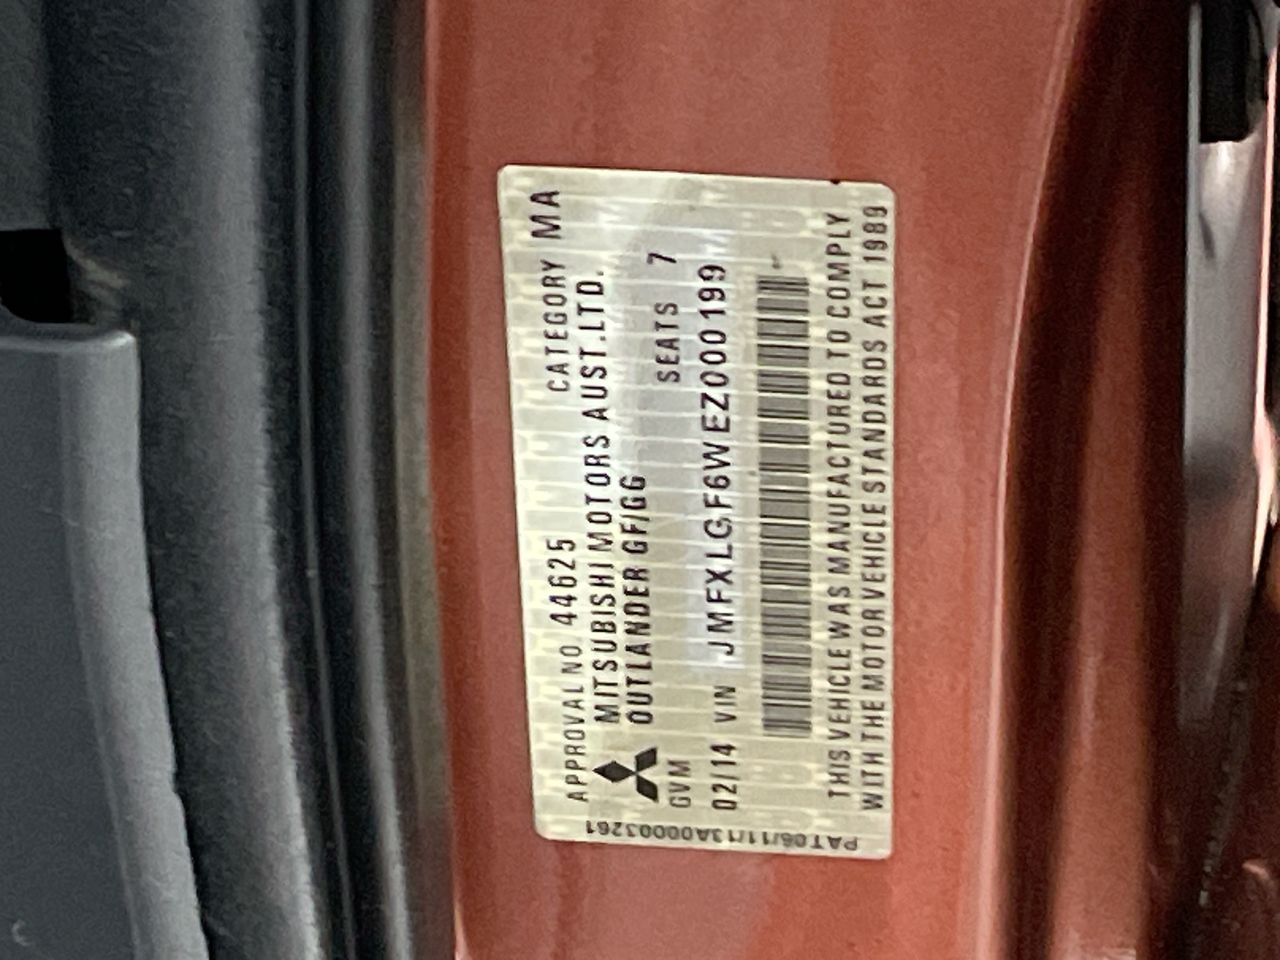 APPROVAL NO. 44625 CATEGORY MA
MITSUBISHI MOTORS AUST.LTD.
OUTLANDER GF/GG
GVM SEATS 7
02/14 VIN JMFXLGF6WEZ000199
THIS VEHICLE WAS MANUFACTURED TO COMPLY
WITH THE MOTOR VEHICLE STANDARDS ACT 1989
PAT06/11/13A00003261